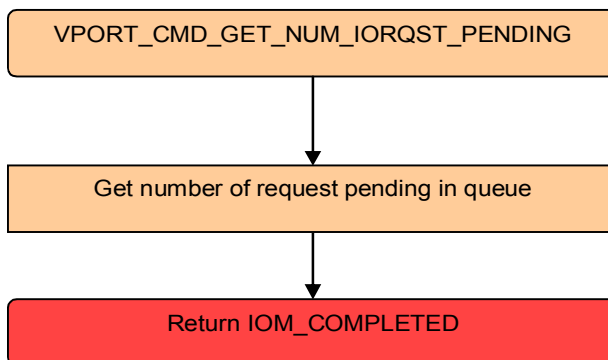 VPORT_CMD_GET_NUM_IORQST_PENDING
Get number of request pending in queue
Return IOM_COMPLETED